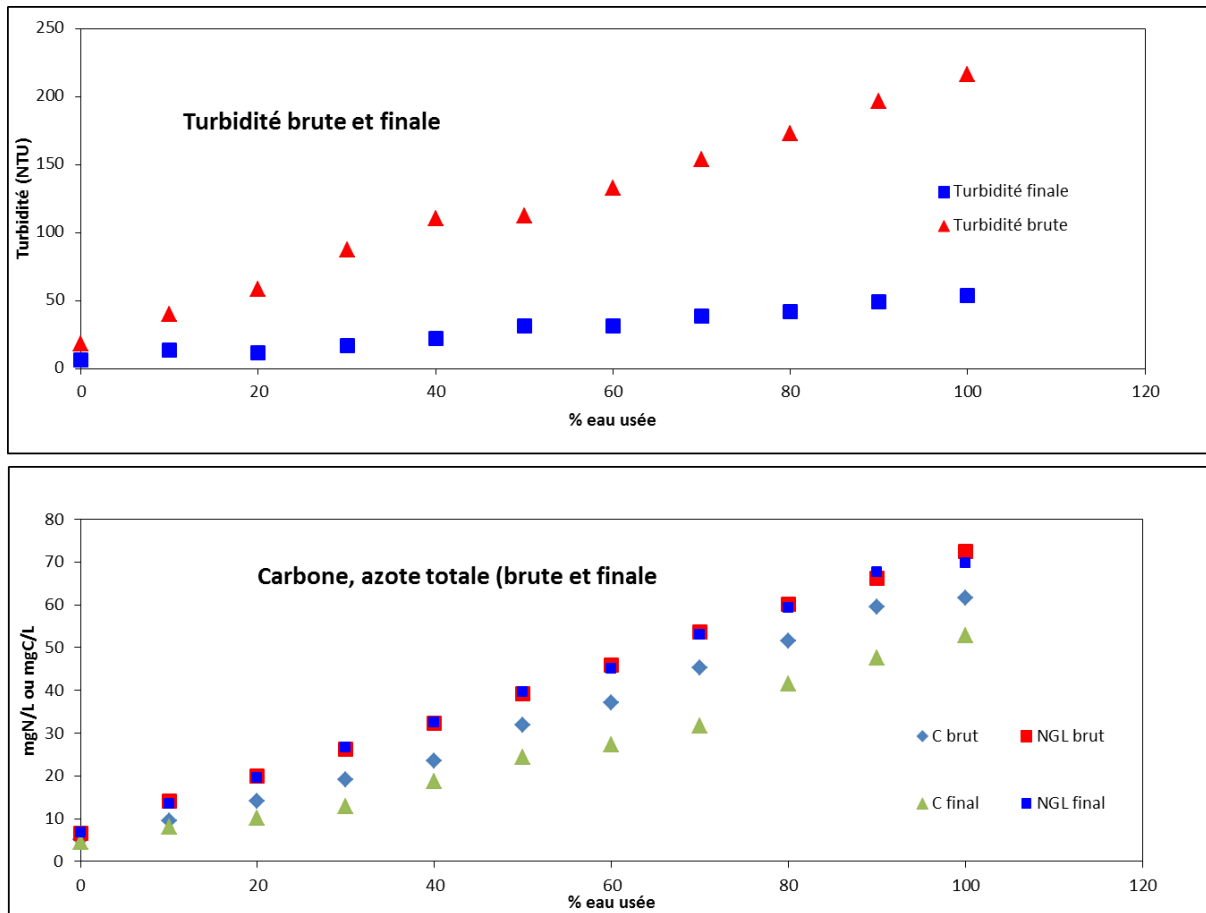 Turbidité brute et finale
Turbidité (NTU)
250
200
150
100
50
0
0 20 40 60 80 100 120
% eau usée
Turbidité finale
Turbidité brute
Carbone, azote totale (brute et finale
mgN/L ou mgC/L
80
70
60
50
40
30
20
10
0
0 20 40 60 80 100 120
% eau usée
C brut NGL brut
C final NGL final